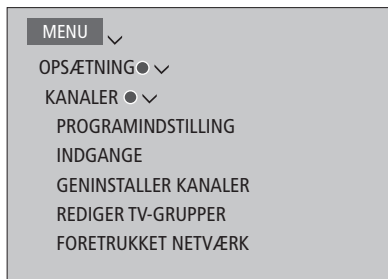 MENU
OPSÆTNING
KANALER
PROGRAMINDSTILLING
INDGANGE
GENINSTALLER KANALER
REDIGER TV-GRUPPER
FORETRUKKET NETVÆRK